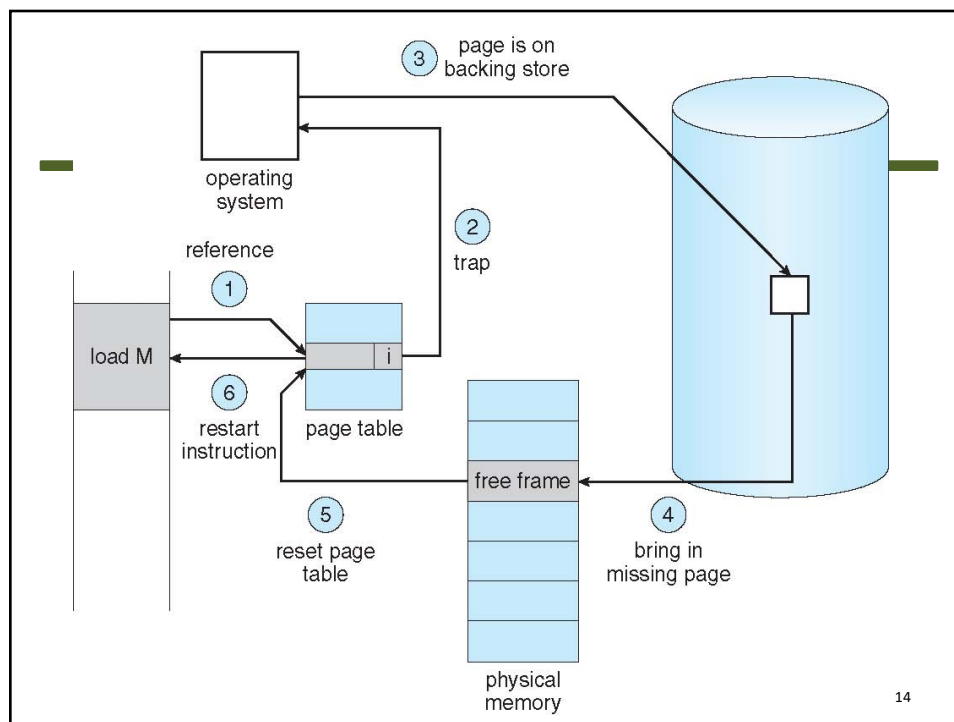 3
page is on
backing store
operating
system
2
trap
reference
1
load M
i
6
restart
instruction
page table
free frame
5
reset page
table
4
bring in
missing page
physical
memory
14